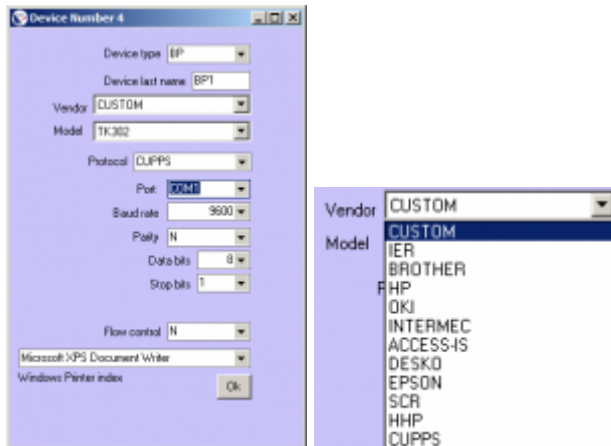 Device Number 4
Device type BP
Device last name BP1
Vendor CUSTOM
Model TK302
Protocol CUPPS
Port COM1
Baud rate 9600
Parity N
Data bits 8
Stop bits 1
Flow control N
Microsoft XPS Document Writer
Windows Printer index
Ok
Vendor CUSTOM
Model
CUSTOM
IER
BROTHER
HP
OKI
INTERMEC
ACCESS-IS
DESKO
EPSON
SCR
HHP
CUPPS